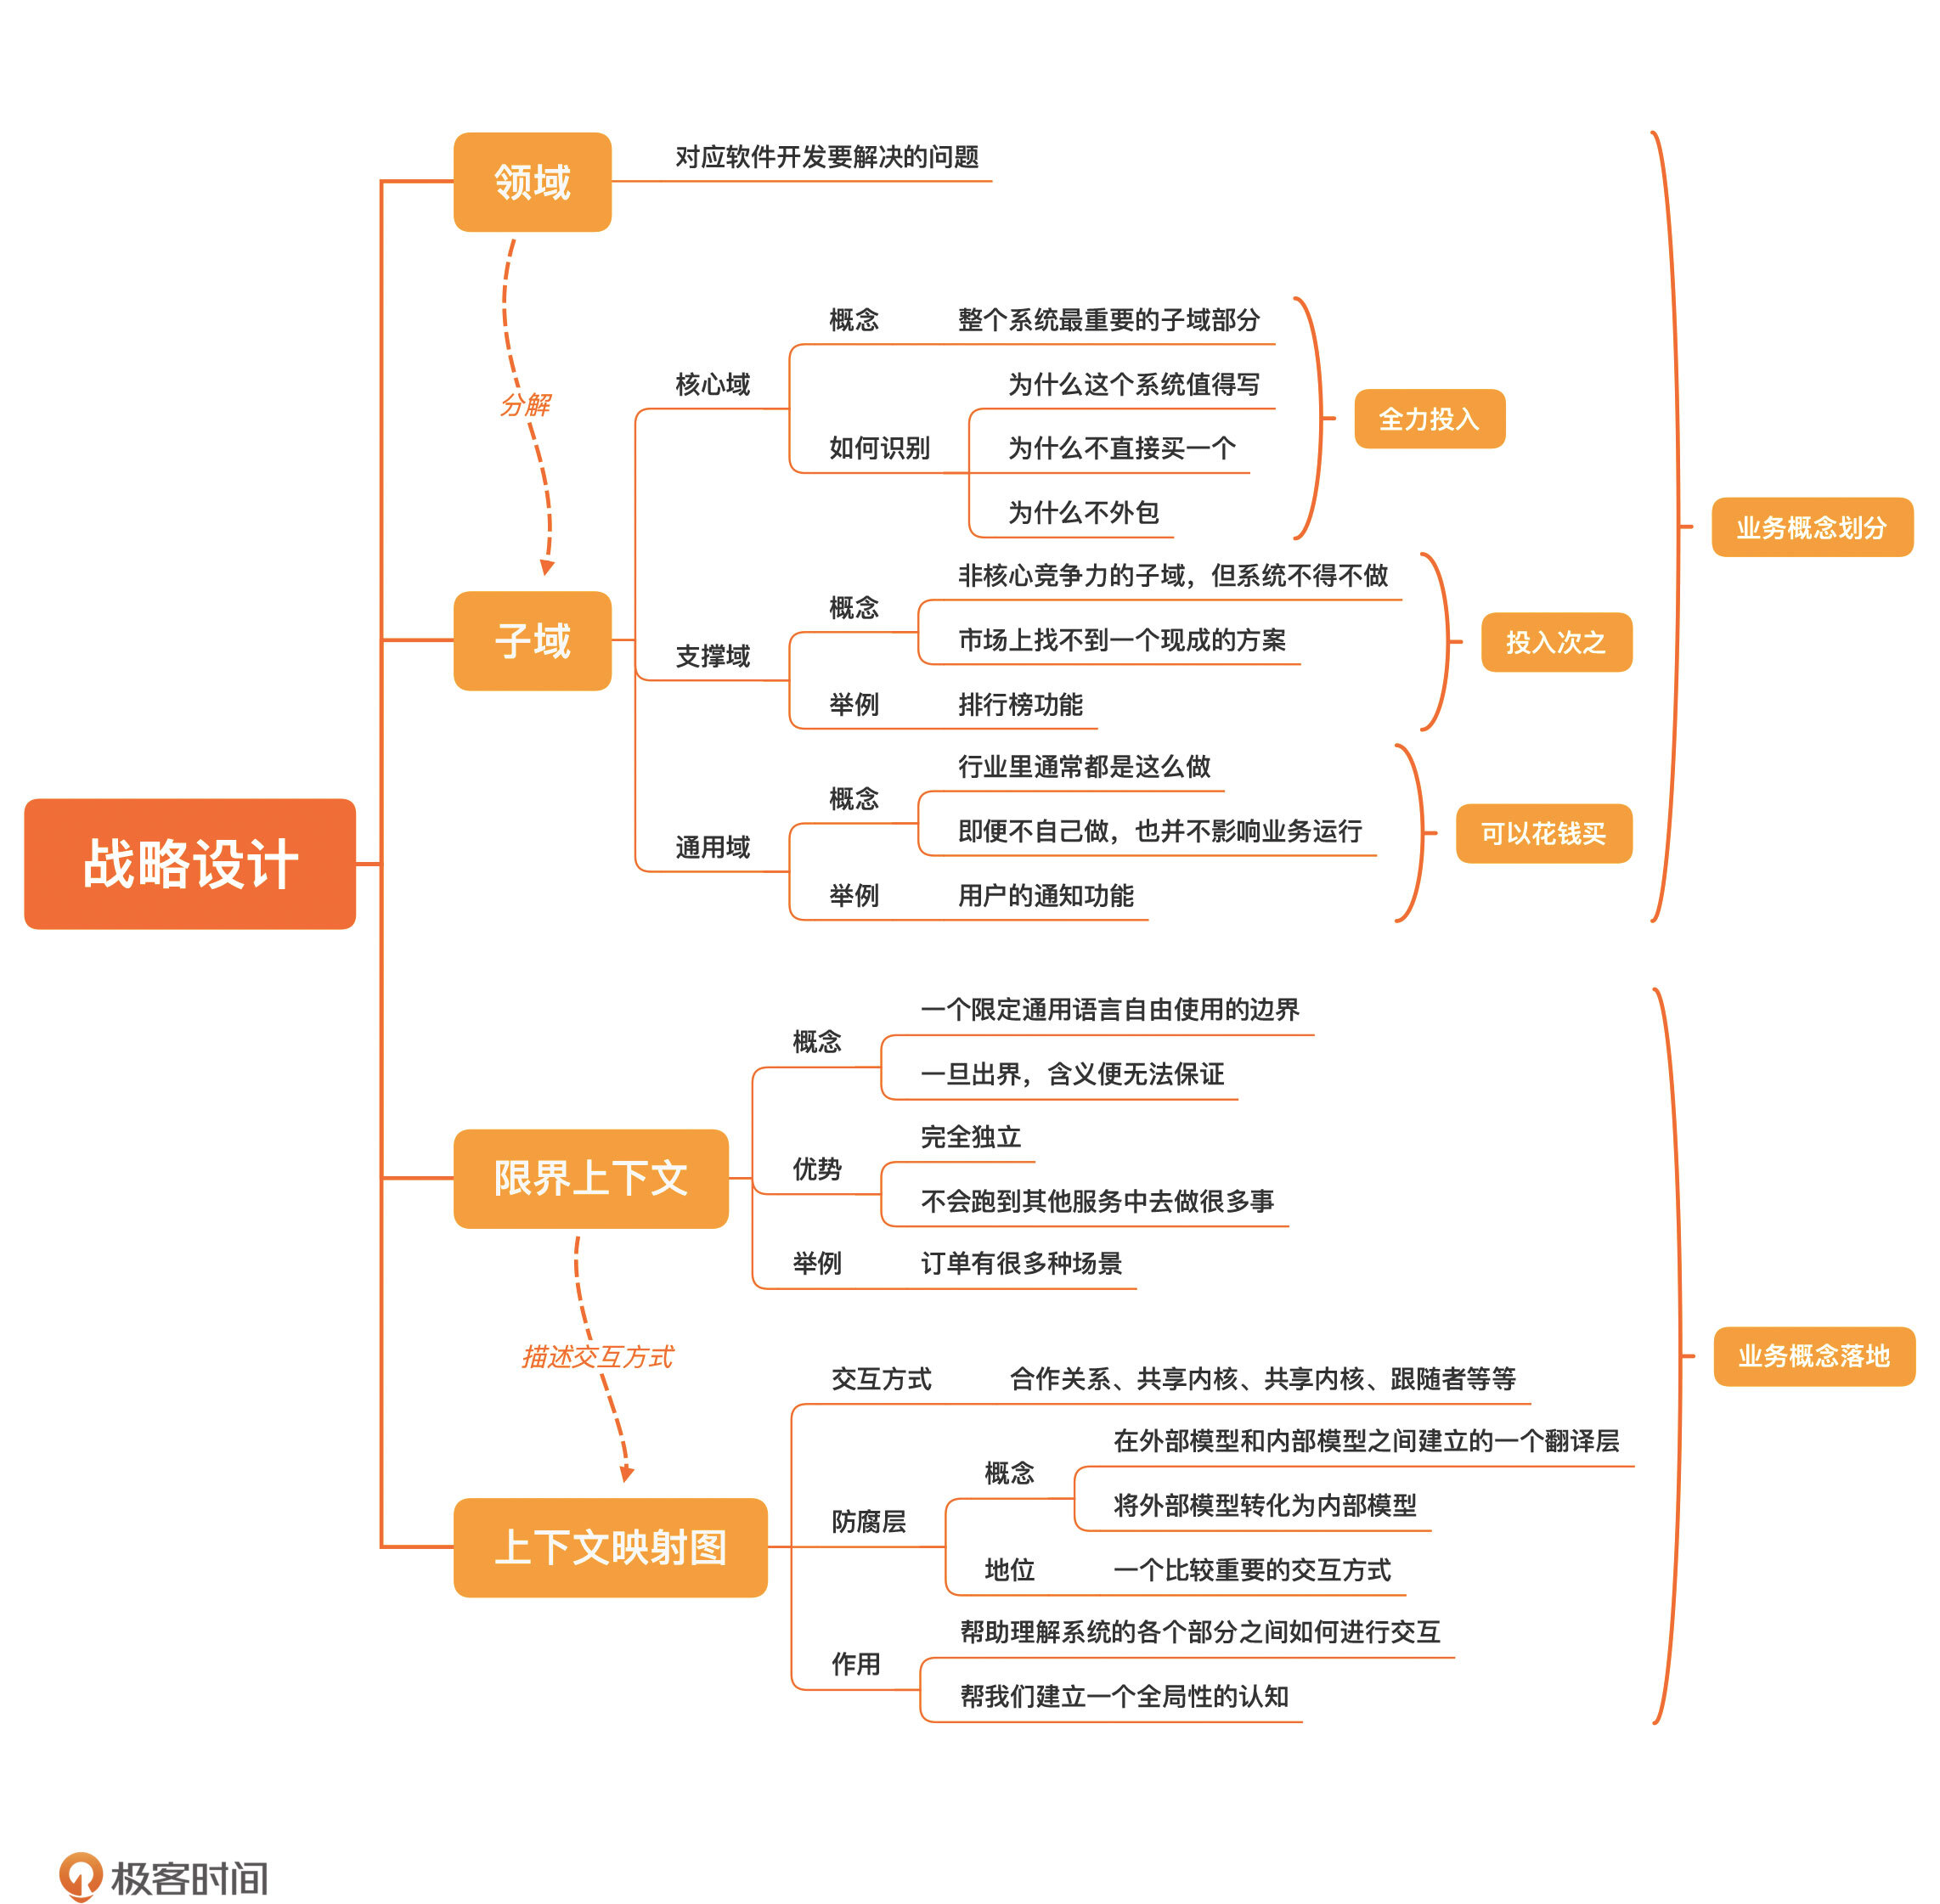 战略设计
领域
对应软件开发要解决的问题
分解
子域
核心域
概念
整个系统最重要的子域部分
如何识别
为什么这个系统值得写
为什么不直接买一个
为什么不外包
全力投入
支撑域
概念
非核心竞争力的子域，但系统不得不做
市场上找不到一个现成的方案
举例
排行榜功能
投入次之
通用域
概念
行业里通常都是这么做
即便不自己做，也并不影响业务运行
举例
用户的通知功能
可以花钱买
业务概念划分
限界上下文
概念
一个限定通用语言自由使用的边界
一旦出界，含义便无法保证
优势
完全独立
不会跑到其他服务中去做很多事
举例
订单有很多种场景
描述交互方式
上下文映射图
交互方式
合作关系、共享内核、共享内核、跟随者等等
防腐层
概念
在外部模型和内部模型之间建立的一个翻译层
将外部模型转化为内部模型
地位
一个比较重要的交互方式
作用
帮助理解系统的各个部分之间如何进行交互
帮我们建立一个全局性的认知
业务概念落地
极客时间